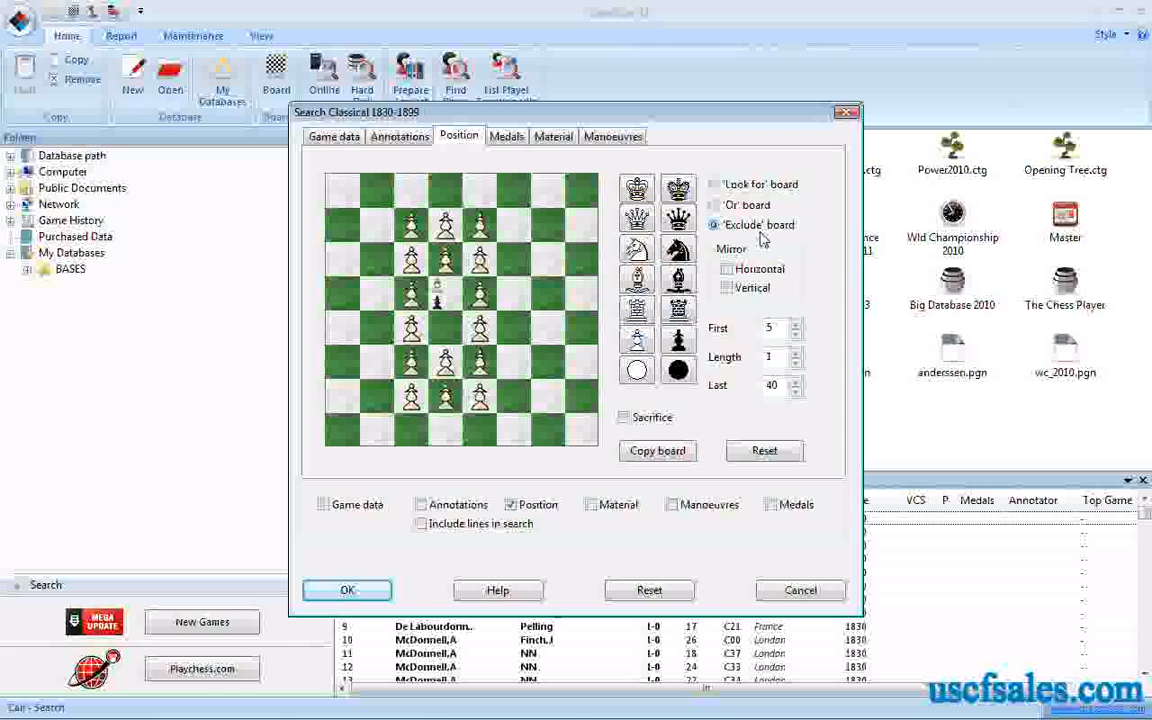 Home Report Maintenance View Style
Copy
Remove
New Open My Databases Board Online Hard Prepare Find List Player
Copy Database
Search Classical 1830-1899
Game data Annotations Position Medals Material Manoeuvres
'Look for' board
'Or' board
'Exclude' board
Mirror
Horizontal
Vertical
First 5
Length 1
Last 40
Sacrifice
Copy board Reset
Game data Annotations Position Material Manoeuvres Medals
Include lines in search
OK Help Reset Cancel
Database path
Computer
Public Documents
Network
Game History
Purchased Data
My Databases
BASES
Power2010.ctg Opening Tree.ctg
Wld Championship 2010 Master
Big Database 2010 The Chess Player
anderssen.pgn wc_2010.pgn
VCS P Medals Annotator Top Game
Search
MEGA UPDATE New Games
Playchess.com
9 De Labourdonn.. Pelling 1-0 17 C21 France 1830
10 McDonnell,A Finch,J 1-0 26 C00 London 1830
11 McDonnell,A NN 1-0 18 C37 London 1830
12 McDonnell,A NN 1-0 24 C33 London 1830
uscfsales.com